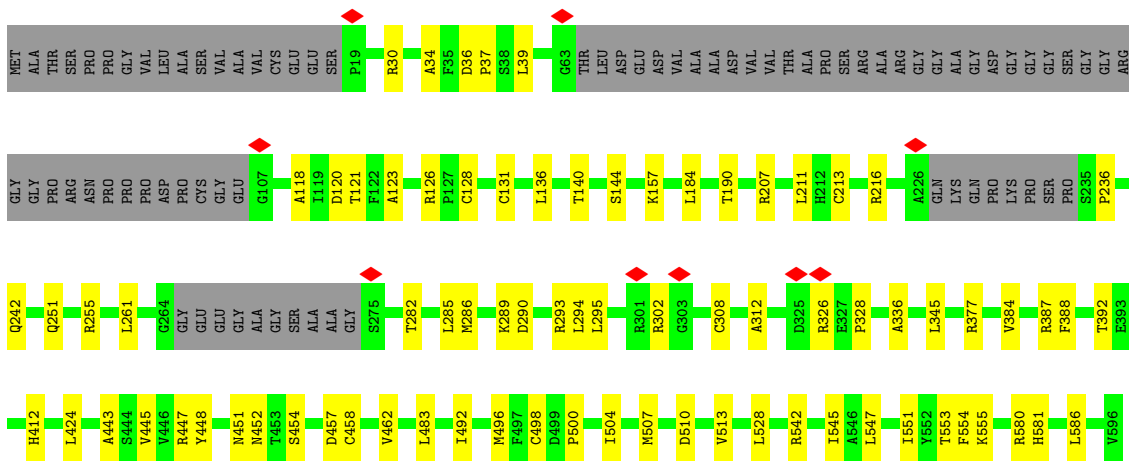 MET ALA THR SER PRO PRO GLY VAL LEU ALA SER VAL ALA VAL CYS GLU GLU SER P19 R30 A34 F35 D36 P37 S38 L39 G63 THR LEU ASP GLU ASP VAL ALA ALA ASP VAL VAL THR ALA PRO SER ARG ALA ARG GLY GLY ALA GLY ASP GLY GLY GLY SER GLY GLY ARG
GLY GLY PRO ARG ASN PRO PRO PRO ASP PRO CYS GLY GLU G107 A118 I119 D120 T121 F122 A123 R126 P127 C128 C131 L136 T140 S144 K157 L184 T190 R207 L211 H212 C213 R216 A226 GLN LYS GLN PRO LYS PRO SER PRO S235 P236
Q242 Q251 R255 L261 G264 GLY GLU GLU GLY ALA GLY SER ALA ALA GLY S275 T282 L285 M286 K289 D290 R293 L294 L295 R301 R302 G303 C308 A312 D325 R326 E327 P328 A336 L345 R377 V384 R387 F388 T392 E393
H412 L424 A443 S444 V445 V446 R447 Y448 N451 N452 T453 S454 D457 C458 V462 L483 I492 M496 F497 C498 D499 P500 I504 M507 D510 V513 L528 R542 I545 A546 L547 I551 Y552 T553 F554 K555 R580 H581 L586 V596